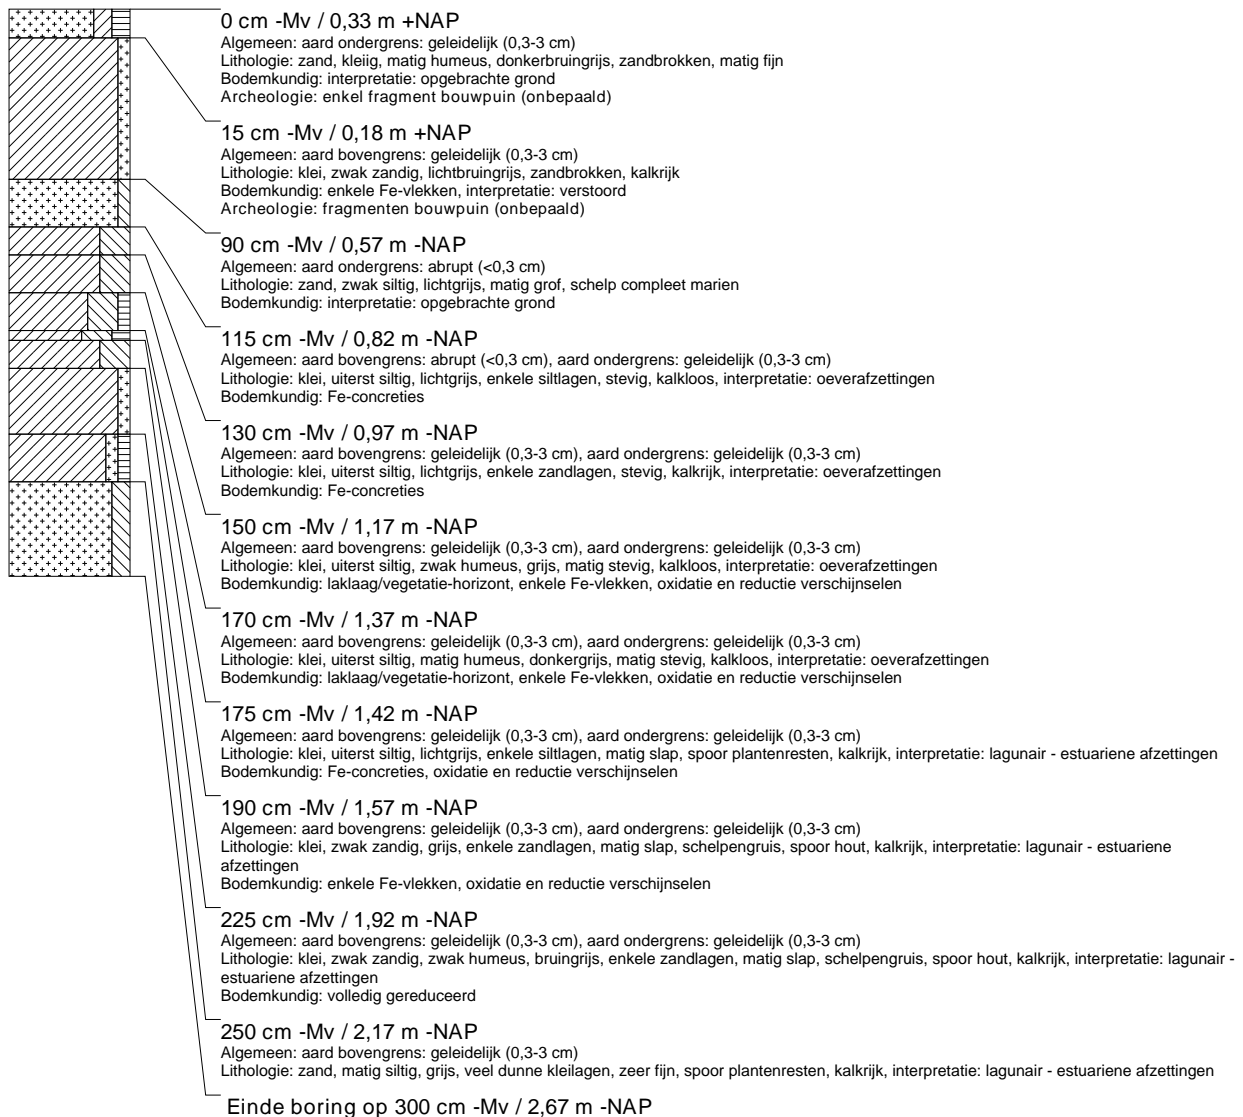 0 cm -Mv / 0,33 m +NAP
Algemeen: aard ondergrens: geleidelijk (0,3-3 cm)
Lithologie: zand, kleiig, matig humeus, donkerbruingrijs, zandbrokken, matig fijn
Bodemkundig: interpretatie: opgebrachte grond
Archeologie: enkel fragment bouwpuin (onbepaald)
15 cm -Mv / 0,18 m +NAP
Algemeen: aard bovengrens: geleidelijk (0,3-3 cm)
Lithologie: klei, zwak zandig, lichtbruingrijs, zandbrokken, kalkrijk
Bodemkundig: enkele Fe-vlekken, interpretatie: verstoord
Archeologie: fragmenten bouwpuin (onbepaald)
90 cm -Mv / 0,57 m -NAP
Algemeen: aard ondergrens: abrupt (<0,3 cm)
Lithologie: zand, zwak siltig, lichtgrijs, matig grof, schelp compleet marien
Bodemkundig: interpretatie: opgebrachte grond
115 cm -Mv / 0,82 m -NAP
Algemeen: aard bovengrens: abrupt (<0,3 cm), aard ondergrens: geleidelijk (0,3-3 cm)
Lithologie: klei, uiterst siltig, lichtgrijs, enkele siltlagen, stevig, kalkloos, interpretatie: oeverafzettingen
Bodemkundig: Fe-concreties
130 cm -Mv / 0,97 m -NAP
Algemeen: aard bovengrens: geleidelijk (0,3-3 cm), aard ondergrens: geleidelijk (0,3-3 cm)
Lithologie: klei, uiterst siltig, lichtgrijs, enkele zandlagen, stevig, kalkrijk, interpretatie: oeverafzettingen
Bodemkundig: Fe-concreties
150 cm -Mv / 1,17 m -NAP
Algemeen: aard bovengrens: geleidelijk (0,3-3 cm), aard ondergrens: geleidelijk (0,3-3 cm)
Lithologie: klei, uiterst siltig, zwak humeus, grijs, matig stevig, kalkloos, interpretatie: oeverafzettingen
Bodemkundig: laklaag/vegetatie-horizont, enkele Fe-vlekken, oxidatie en reductie verschijnselen
170 cm -Mv / 1,37 m -NAP
Algemeen: aard bovengrens: geleidelijk (0,3-3 cm), aard ondergrens: geleidelijk (0,3-3 cm)
Lithologie: klei, uiterst siltig, matig humeus, donkergrijs, matig stevig, kalkloos, interpretatie: oeverafzettingen
Bodemkundig: laklaag/vegetatie-horizont, enkele Fe-vlekken, oxidatie en reductie verschijnselen
175 cm -Mv / 1,42 m -NAP
Algemeen: aard bovengrens: geleidelijk (0,3-3 cm), aard ondergrens: geleidelijk (0,3-3 cm)
Lithologie: klei, uiterst siltig, lichtgrijs, enkele siltlagen, matig slap, spoor plantenresten, kalkrijk, interpretatie: lagunair - estuariene afzettingen
Bodemkundig: Fe-concreties, oxidatie en reductie verschijnselen
190 cm -Mv / 1,57 m -NAP
Algemeen: aard bovengrens: geleidelijk (0,3-3 cm), aard ondergrens: geleidelijk (0,3-3 cm)
Lithologie: klei, zwak zandig, grijs, enkele zandlagen, matig slap, schelpengruis, spoor hout, kalkrijk, interpretatie: lagunair - estuariene
afzettingen
Bodemkundig: enkele Fe-vlekken, oxidatie en reductie verschijnselen
225 cm -Mv / 1,92 m -NAP
Algemeen: aard bovengrens: geleidelijk (0,3-3 cm), aard ondergrens: geleidelijk (0,3-3 cm)
Lithologie: klei, zwak zandig, zwak humeus, bruingrijs, enkele zandlagen, matig slap, schelpengruis, spoor hout, kalkrijk, interpretatie: lagunair -
estuariene afzettingen
Bodemkundig: volledig gereduceerd
250 cm -Mv / 2,17 m -NAP
Algemeen: aard bovengrens: geleidelijk (0,3-3 cm)
Lithologie: zand, matig siltig, grijs, veel dunne kleilagen, zeer fijn, spoor plantenresten, kalkrijk, interpretatie: lagunair - estuariene afzettingen
Einde boring op 300 cm -Mv / 2,67 m -NAP